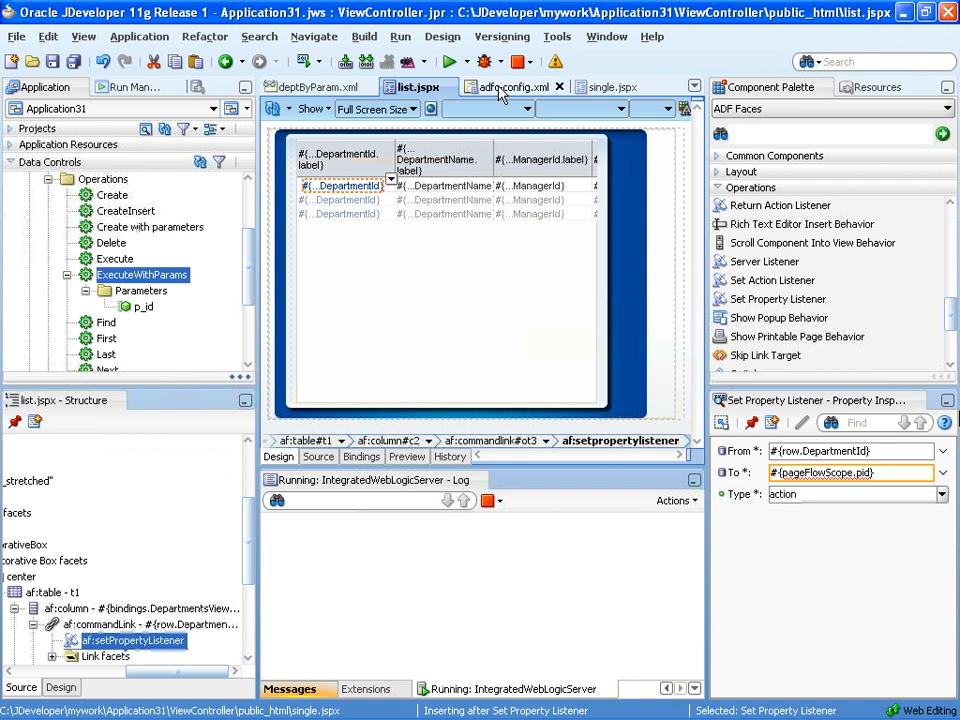 Oracle JDeveloper 11g Release 1 - Application31.jws : ViewController.jpr : C:\JDeveloper\mywork\Application31\ViewController\public_html\list.jspx
File Edit View Application Refactor Search Navigate Build Run Design Versioning Tools Window Help
Search
Application Run Man...
deptByParam.xml list.jspx adfc-config.xml single.jspx
Component Palette Resources
Application31
Show Full Screen Size
ADF Faces
Projects
Application Resources
Data Controls
Operations
Create
CreateInsert
Create with parameters
Delete
Execute
ExecuteWithParams
Parameters
p_id
Find
First
Last
Next
#{...DepartmentId.
label}
#{...
DepartmentName.
label}
#{...ManagerId.label}
#{...DepartmentId} #{...DepartmentName #{...ManagerId}
#{...DepartmentId} #{...DepartmentName #{...ManagerId}
#{...DepartmentId} #{...DepartmentName #{...ManagerId}
Common Components
Layout
Operations
Return Action Listener
Rich Text Editor Insert Behavior
Scroll Component Into View Behavior
Server Listener
Set Action Listener
Set Property Listener
Show Popup Behavior
Show Printable Page Behavior
Skip Link Target
list.jspx - Structure
_stretched"
facets
orativeBox
corative Box facets
center
af:table - t1
af:column - #{bindings.DepartmentsView...
af:commandLink - #{row.Departmen...
af:setPropertyListener
Link facets
Source Design
af:table#t1 af:column#c2 af:commandlink#ot3 af:setpropertylistener
Design Source Bindings Preview History
Running: IntegratedWebLogicServer - Log
Actions
Messages Extensions Running: IntegratedWebLogicServer
Set Property Listener - Property Insp...
Find
From *: #{row.DepartmentId}
To *: #{pageFlowScope.pid}
Type *: action
C:\JDeveloper\mywork\Application31\ViewController\public_html\single.jspx Inserting after Set Property Listener Selected: Set Property Listener Web Editing